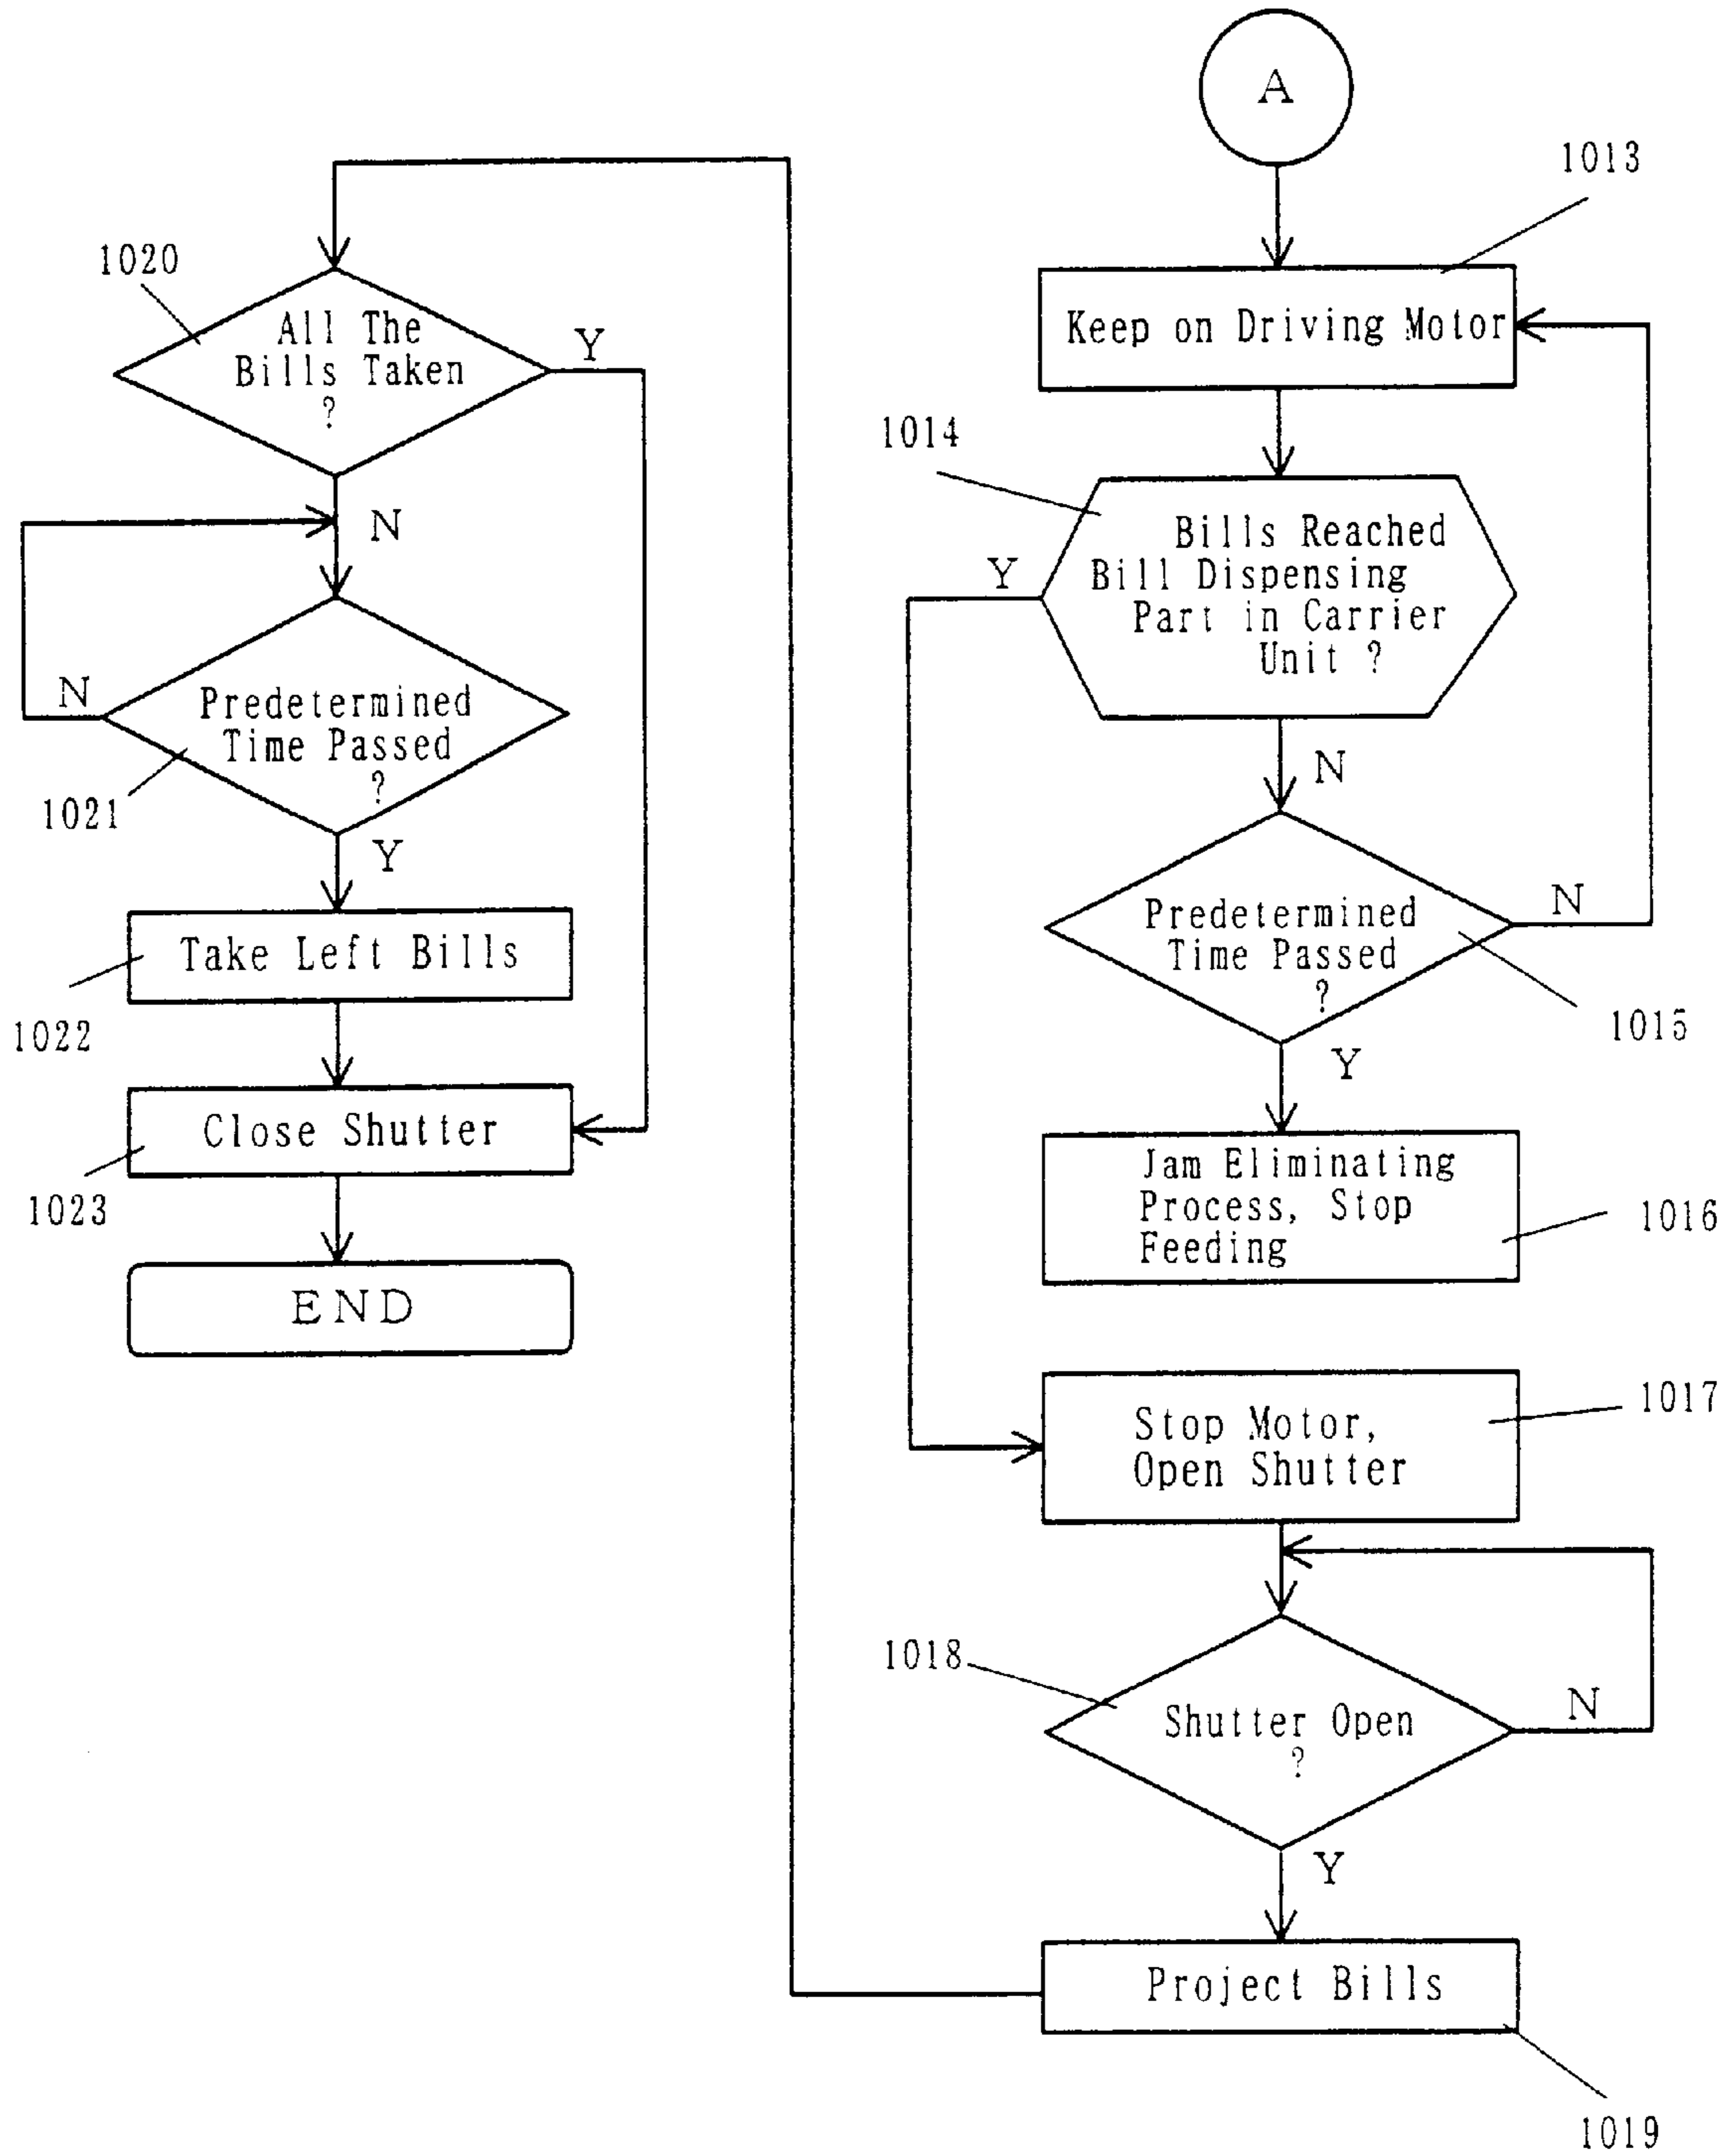 A
1013
Keep on Driving Motor
1014
Bills Reached
Bill Dispensing
Part in Carrier
Unit ?
Y
N
Predetermined
Time Passed
?
N
1015
Y
Jam Eliminating
Process, Stop
Feeding
1016
Stop Motor,
Open Shutter
1017
1018
Shutter Open
?
N
Y
Project Bills
1019
1020
All The
Bills Taken
?
Y
N
Predetermined
Time Passed
?
N
1021
Y
Take Left Bills
1022
Close Shutter
1023
END